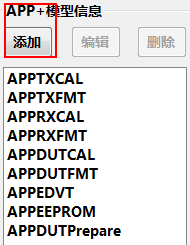 APP+模型信息
添加 编辑 删除
APPTXCAL
APPTXFMT
APPRXCAL
APPRXFMT
APPDUTCAL
APPDUTFMT
APPEDVT
APPEEPROM
APPDUTPrepare